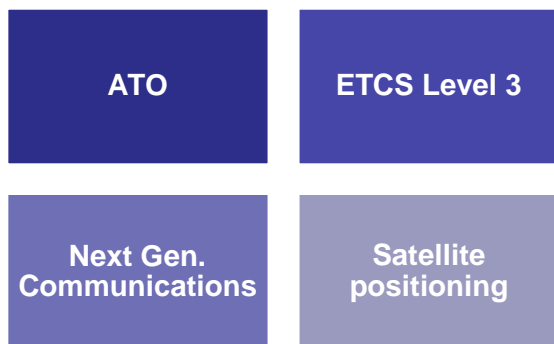 ATO
ETCS Level 3
Next Gen.
Communications
Satellite
positioning